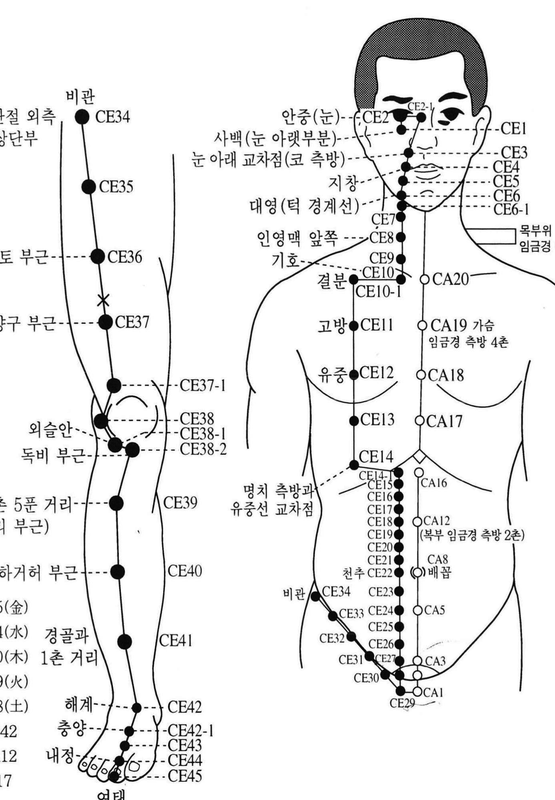 비관
CE34
관절 외측
상단부
CE35
토 부근
CE36
부근
CE37
CE37-1
CE38
외슬안
CE38-1
독비 부근
CE38-2
촌 5푼 거리
부근)
CE39
하거허 부근
CE40
(金)
(水)
(木)
(火)
(土)
42
12
17
경골과
1촌 거리
CE41
해계
CE42
충양
CE42-1
CE43
내정
CE44
CE45
여태
안중(눈)
CE2
CE2-1
CE1
사백(눈 아랫부분)
눈 아래 교차점(코 측방)
CE3
CE4
지창
CE5
대영(턱 경계선)
CE6
CE6-1
CE7
인영맥 앞쪽
CE8
목부위
임금경
기호
CE9
CE10
결분
CE10-1
CA20
고방
CE11
CA19 가슴
임금경 측방 4촌
유중
CE12
CA18
CE13
CA17
CE14
CE14-1
명치 측방과
유중선 교차점
CE15
CA16
CE16
CE17
CE18
CA12
(복부 임금경 측방 2촌)
CE19
CE20
CE21
CA8
천추
CE22
배꼽
비관
CE34
CE23
CE33
CE24
CA5
CE32
CE25
CE26
CE31
CE27
CA3
CE30
CA1
CE29